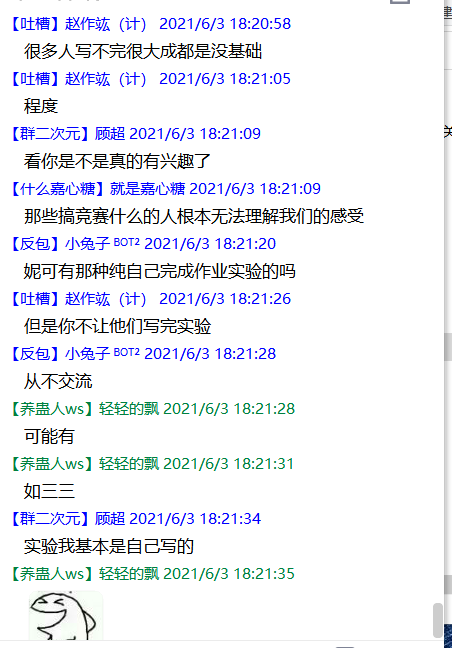 【吐槽】赵作竑（计） 2021/6/3 18:20:58
很多人写不完很大成都是没基础
【吐槽】赵作竑（计） 2021/6/3 18:21:05
程度
【群二次元】顾超 2021/6/3 18:21:09
看你是不是真的有兴趣了
【什么嘉心糖】就是嘉心糖 2021/6/3 18:21:09
那些搞竞赛什么的人根本无法理解我们的感受
【反包】小兔子 BOT2 2021/6/3 18:21:20
妮可有那种纯自己完成作业实验的吗
【吐槽】赵作竑（计） 2021/6/3 18:21:26
但是你不让他们写完实验
【反包】小兔子 BOT2 2021/6/3 18:21:28
从不交流
【养蛊人ws】轻轻的飘 2021/6/3 18:21:28
可能有
【养蛊人ws】轻轻的飘 2021/6/3 18:21:31
如三三
【群二次元】顾超 2021/6/3 18:21:34
实验我基本是自己写的
【养蛊人ws】轻轻的飘 2021/6/3 18:21:35